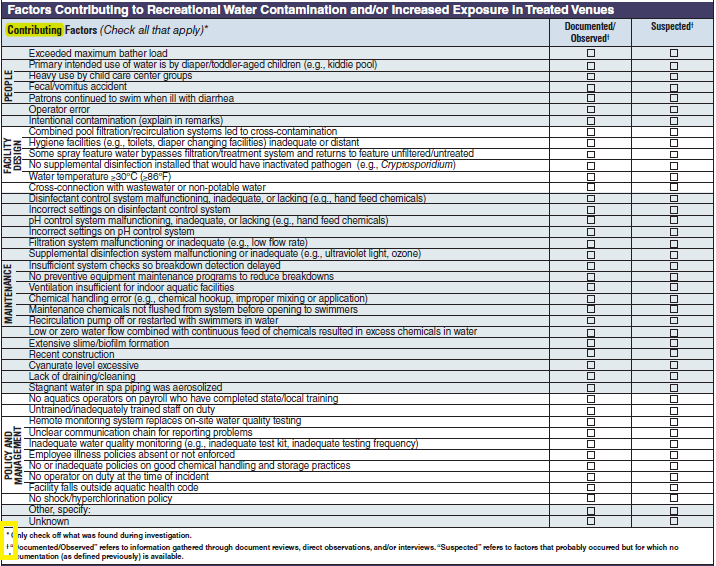 Factors Contributing to Recreational Water Contamination and/or Increased Exposure in Treated Venues
Contributing Factors (Check all that apply)*
Documented/
Observed†
Suspected†
PEOPLE
Exceeded maximum bather load
Primary intended use of water is by diaper/toddler-aged children (e.g., kiddie pool)
Heavy use by child care center groups
Fecal/vomitus accident
Patrons continued to swim when ill with diarrhea
Operator error
Intentional contamination (explain in remarks)
FACILITY
DESIGN
Combined pool filtration/recirculation systems led to cross-contamination
Hygiene facilities (e.g., toilets, diaper changing facilities) inadequate or distant
Some spray feature water bypasses filtration/treatment system and returns to feature unfiltered/untreated
No supplemental disinfection installed that would have inactivated pathogen (e.g., Cryptosporidium)
Water temperature ≥30°C (≥86°F)
Cross-connection with wastewater or non-potable water
MAINTENANCE
Disinfectant control system malfunctioning, inadequate, or lacking (e.g., hand feed chemicals)
Incorrect settings on disinfectant control system
pH control system malfunctioning, inadequate, or lacking (e.g., hand feed chemicals)
Incorrect settings on pH control system
Filtration system malfunctioning or inadequate (e.g., low flow rate)
Supplemental disinfection system malfunctioning or inadequate (e.g., ultraviolet light, ozone)
Insufficient system checks so breakdown detection delayed
No preventive equipment maintenance programs to reduce breakdowns
Ventilation insufficient for indoor aquatic facilities
Chemical handling error (e.g., chemical hookup, improper mixing or application)
Maintenance chemicals not flushed from system before opening to swimmers
Recirculation pump off or restarted with swimmers in water
Low or zero water flow combined with continuous feed of chemicals resulted in excess chemicals in water
Extensive slime/biofilm formation
Recent construction
Cyanurate level excessive
Lack of draining/cleaning
Stagnant water in spa piping was aerosolized
POLICY AND
MANAGEMENT
No aquatics operators on payroll who have completed state/local training
Untrained/inadequately trained staff on duty
Remote monitoring system replaces on-site water quality testing
Unclear communication chain for reporting problems
Inadequate water quality monitoring (e.g., inadequate test kit, inadequate testing frequency)
Employee illness policies absent or not enforced
No or inadequate policies on good chemical handling and storage practices
No operator on duty at the time of incident
Facility falls outside aquatic health code
No shock/hyperchlorination policy
Other, specify:
Unknown
* Only check off what was found during investigation.
† "Documented/Observed" refers to information gathered through document reviews, direct observations, and/or interviews. "Suspected" refers to factors that probably occurred but for which no
documentation (as defined previously) is available.